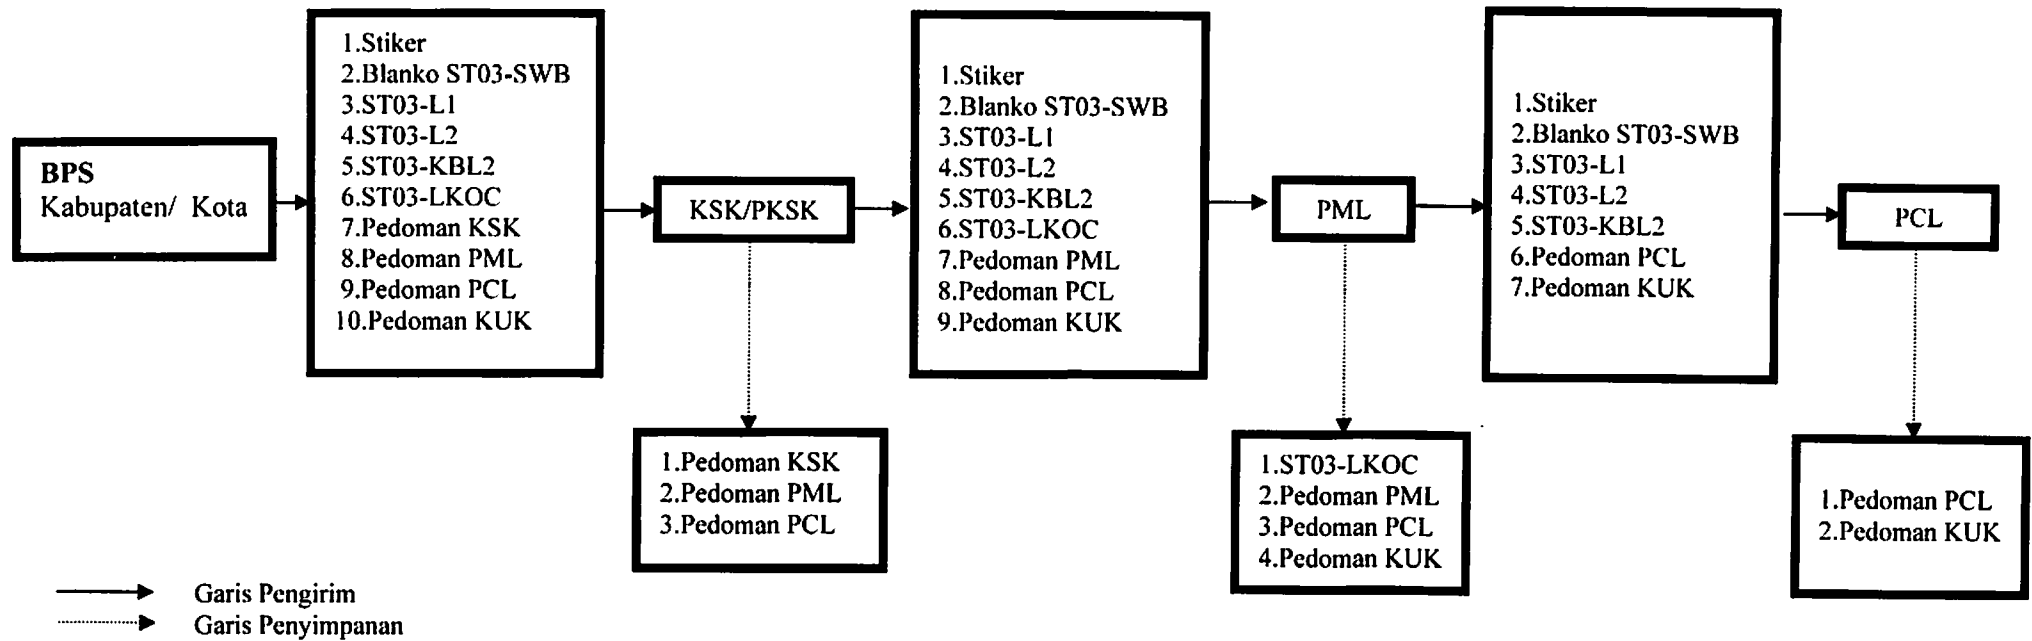 BPS
Kabupaten/ Kota
1.Stiker
2.Blanko ST03-SWB
3.ST03-L1
4.ST03-L2
5.ST03-KBL2
6.ST03-LKOC
7.Pedoman KSK
8.Pedoman PML
9.Pedoman PCL
10.Pedoman KUK
KSK/PKSK
1.Pedoman KSK
2.Pedoman PML
3.Pedoman PCL
1.Stiker
2.Blanko ST03-SWB
3.ST03-L1
4.ST03-L2
5.ST03-KBL2
6.ST03-LKOC
7.Pedoman PML
8.Pedoman PCL
9.Pedoman KUK
PML
1.ST03-LKOC
2.Pedoman PML
3.Pedoman PCL
4.Pedoman KUK
1.Stiker
2.Blanko ST03-SWB
3.ST03-L1
4.ST03-L2
5.ST03-KBL2
6.Pedoman PCL
7.Pedoman KUK
PCL
1.Pedoman PCL
2.Pedoman KUK
Garis Pengirim
Garis Penyimpanan